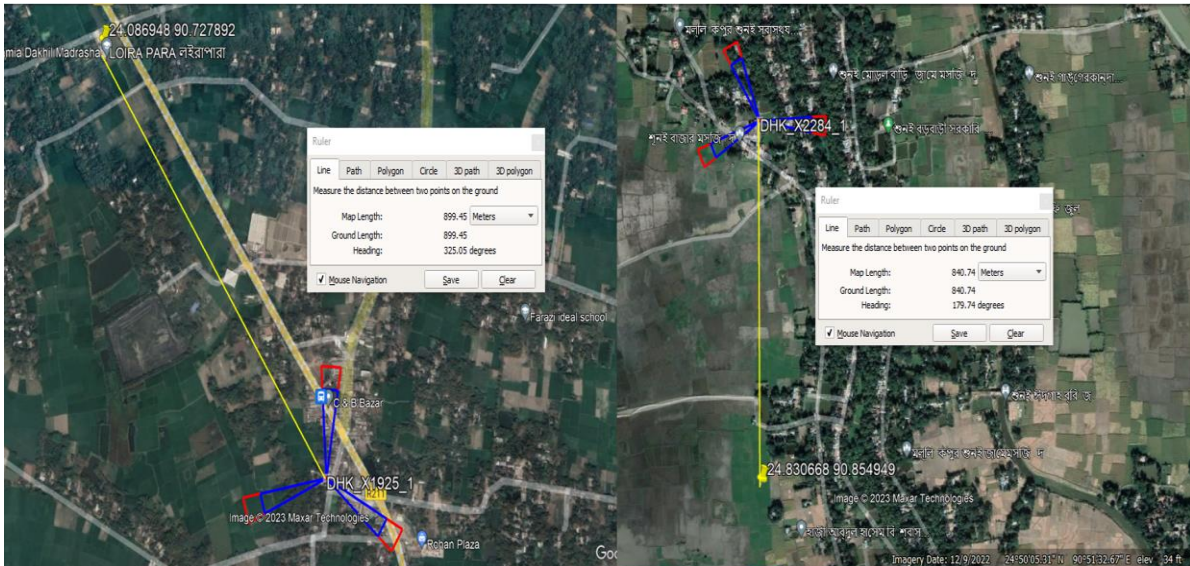 24.086948 90.727892
amia Dakhili Madrasha
LOIRA PARA লইরাপারা
Ruler
Line Path Polygon Circle 3D path 3D polygon
Measure the distance between two points on the ground
Map Length: 899.45 Meters
Ground Length: 899.45
Heading: 325.05 degrees
Mouse Navigation Save Clear
Farazi ideal school
C & B Bazar
DHK_X1925_1
R211
Image © 2023 Maxar Technologies
Rohan Plaza
Goo
DHK_X2284_1
Ruler
Line Path Polygon Circle 3D path 3D polygon
Measure the distance between two points on the ground
Map Length: 840.74 Meters
Ground Length: 840.74
Heading: 179.74 degrees
Mouse Navigation Save Clear
24.830668 90.854949
Image © 2023 Maxar Technologies
Imagery Date: 12/9/2022 24°50'05.31" N 90°51'32.67" E elev 34 ft